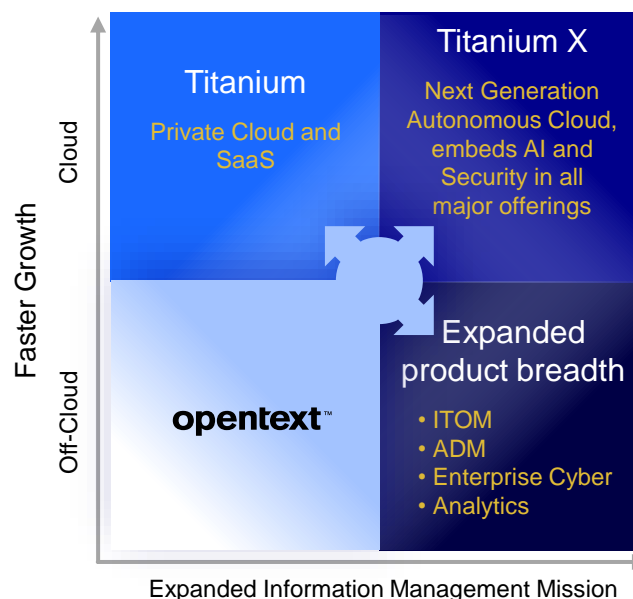 Titanium
Private Cloud and
SaaS
Titanium X
Next Generation
Autonomous Cloud,
embeds AI and
Security in all
major offerings
opentext™
Expanded
product breadth
• ITOM
• ADM
• Enterprise Cyber
• Analytics
Faster Growth
Cloud
Off-Cloud
Expanded Information Management Mission